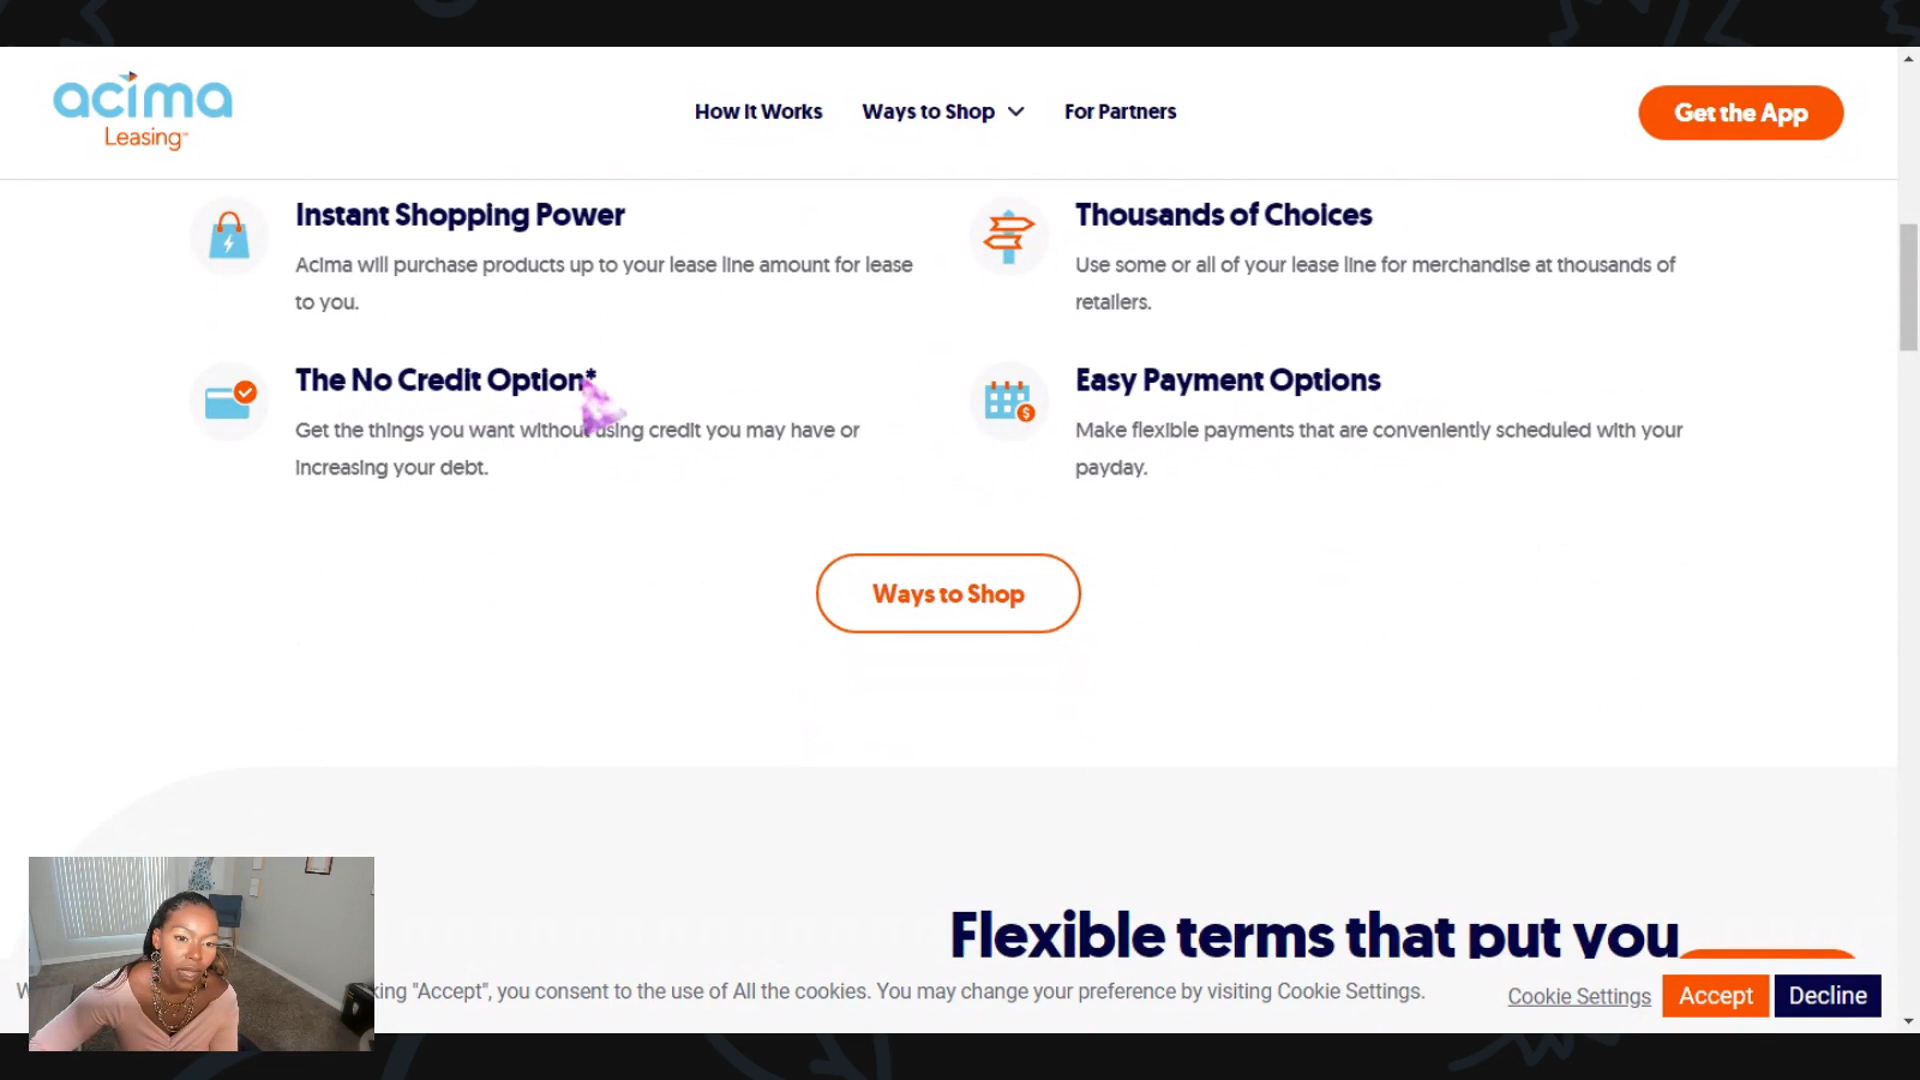 acima
Leasing™
How It Works
Ways to Shop
For Partners
Get the App
Instant Shopping Power
Acima will purchase products up to your lease line amount for lease
to you.
Thousands of Choices
Use some or all of your lease line for merchandise at thousands of
retailers.
The No Credit Option*
Get the things you want without using credit you may have or
increasing your debt.
Easy Payment Options
Make flexible payments that are conveniently scheduled with your
payday.
Ways to Shop
Flexible terms that put you
"Accept", you consent to the use of All the cookies. You may change your preference by visiting Cookie Settings.
Cookie Settings
Accept
Decline